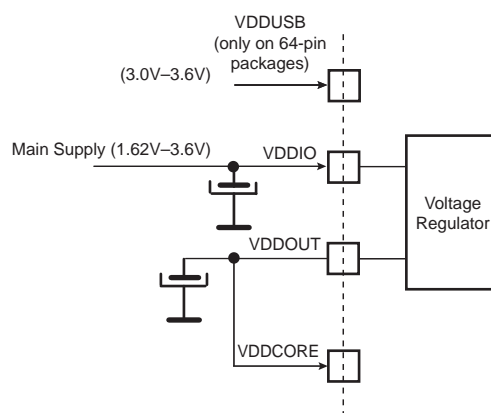 VDDUSB
(only on 64-pin
packages)
(3.0V–3.6V)
Main Supply (1.62V–3.6V)
VDDIO
Voltage
Regulator
VDDOUT
VDDCORE